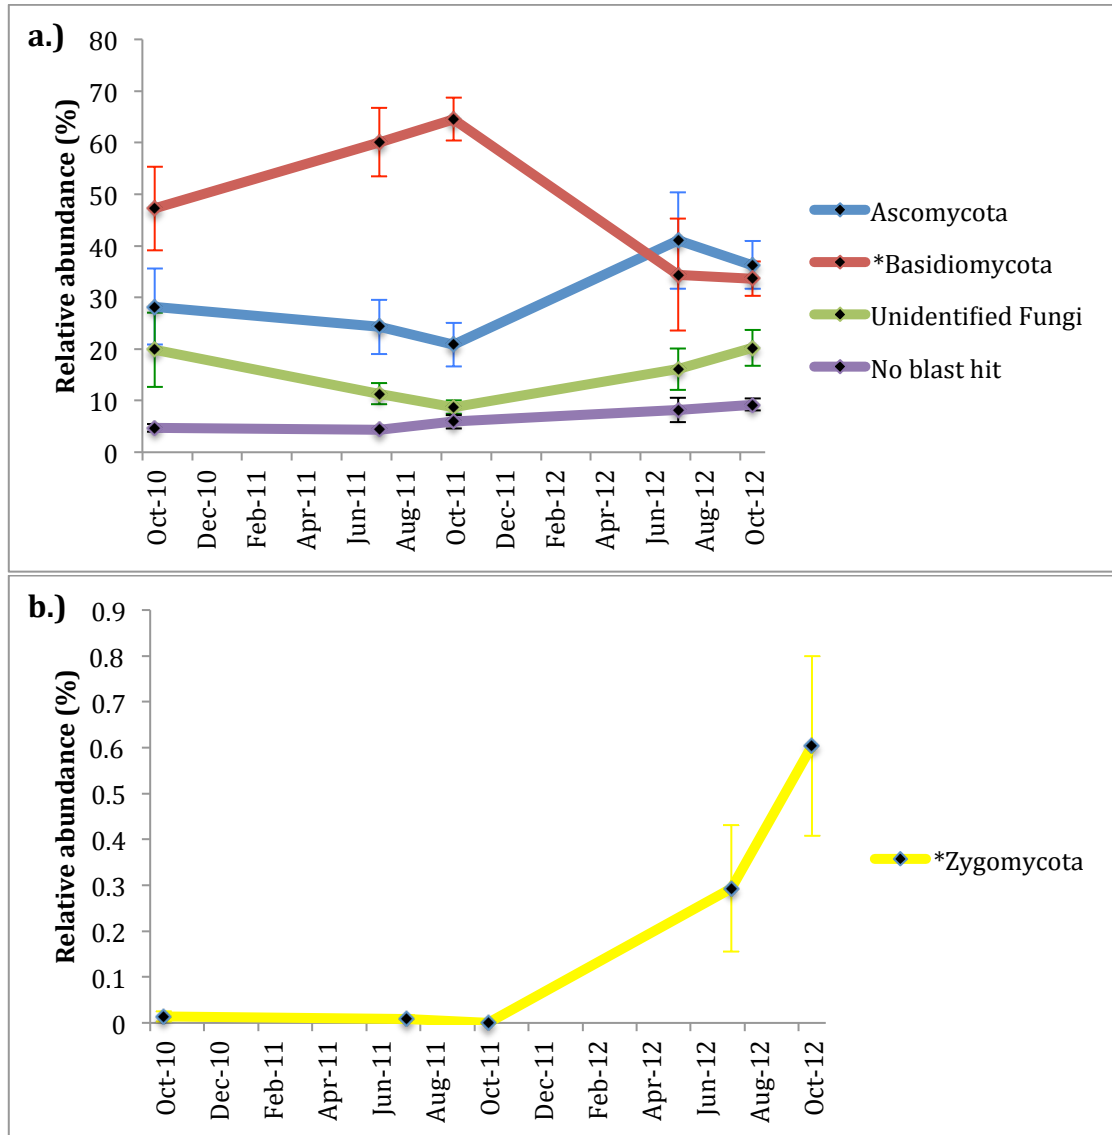 a.)
Relative abundance (%)
80
70
60
50
40
30
20
10
0
Oct-10
Dec-10
Feb-11
Apr-11
Jun-11
Aug-11
Oct-11
Dec-11
Feb-12
Apr-12
Jun-12
Aug-12
Oct-12
Ascomycota
*Basidiomycota
Unidentified Fungi
No blast hit
b.)
Relative abundance (%)
0.9
0.8
0.7
0.6
0.5
0.4
0.3
0.2
0.1
0
Oct-10
Dec-10
Feb-11
Apr-11
Jun-11
Aug-11
Oct-11
Dec-11
Feb-12
Apr-12
Jun-12
Aug-12
Oct-12
*Zygomycota